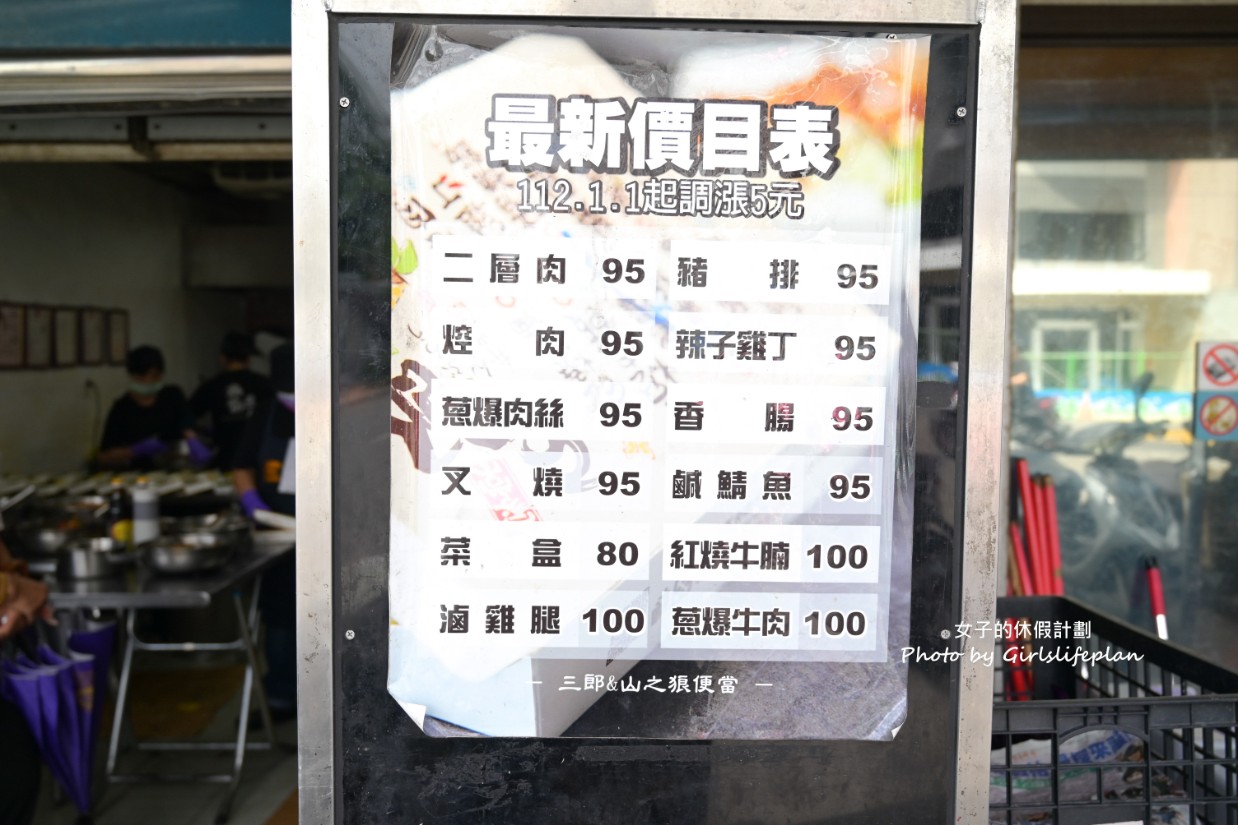 最新價目表
112.1.1起調漲5元
二層肉 95 豬排 95
焢肉 95 辣子雞丁 95
蔥爆肉絲 95 香腸 95
叉燒 95 鹹鯖魚 95
菜盒 80 紅燒牛腩 100
滷雞腿 100 蔥爆牛肉 100
— 三郎&山之狼便當 —
女子的休假計劃
Photo by Girlslifeplan